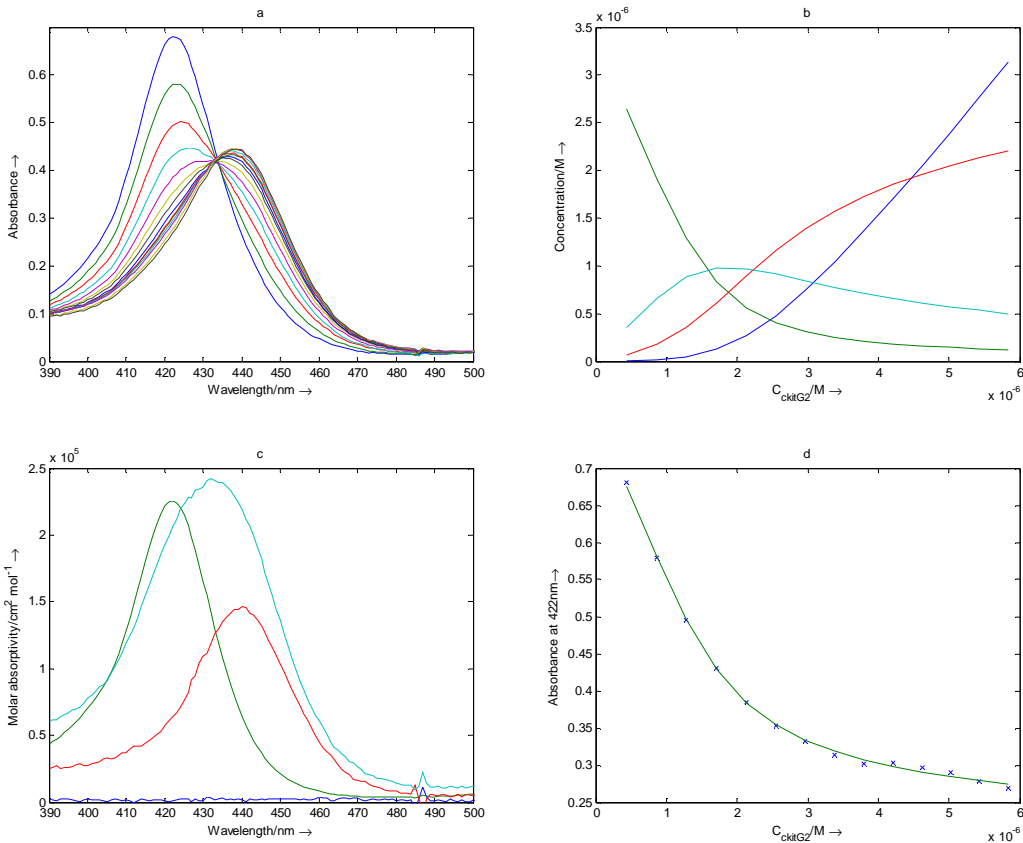 a
0.6
0.5
0.4
0.3
0.2
0.1
0
390 400 410 420 430 440 450 460 470 480 490 500
Absorbance →
Wavelength/nm →
b
x 10⁻⁶
3.5
3
2.5
2
1.5
1
0.5
0
0 1 2 3 4 5 6
x 10⁻⁶
Concentration/M →
C_ckitG2/M →
c
x 10⁵
2.5
2
1.5
1
0.5
0
390 400 410 420 430 440 450 460 470 480 490 500
Molar absorptivity/cm² mol⁻¹ →
Wavelength/nm →
d
0.7
0.65
0.6
0.55
0.5
0.45
0.4
0.35
0.3
0.25
0 1 2 3 4 5 6
x 10⁻⁶
Absorbance at 422nm→
C_ckitG2/M →